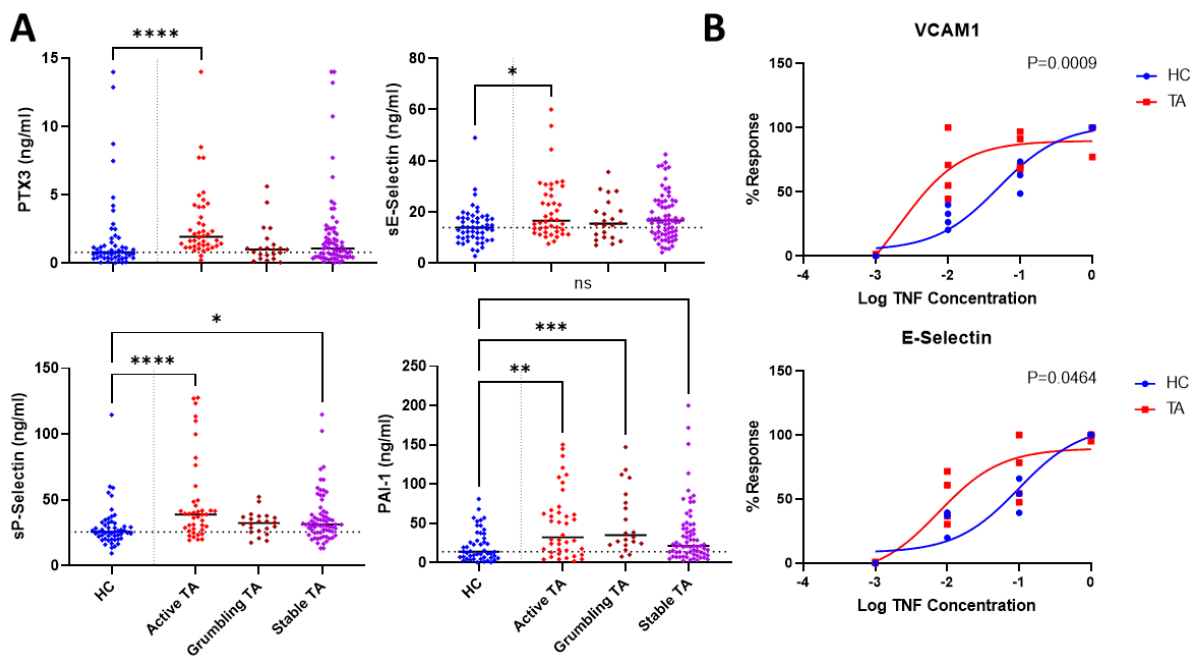 A
****
15
10
5
0
PTX3 (ng/ml)
*
80
60
40
20
0
sE-Selectin (ng/ml)
*
****
150
100
50
0
sP-Selectin (ng/ml)
HC
Active TA
Grumbling TA
Stable TA
ns
***
**
250
200
150
100
50
0
PAI-1 (ng/ml)
HC
Active TA
Grumbling TA
Stable TA
B
VCAM1
P=0.0009
HC
TA
150
100
50
0
% Response
-4
-3
-2
-1
0
Log TNF Concentration
E-Selectin
P=0.0464
HC
TA
150
100
50
0
% Response
-4
-3
-2
-1
0
Log TNF Concentration